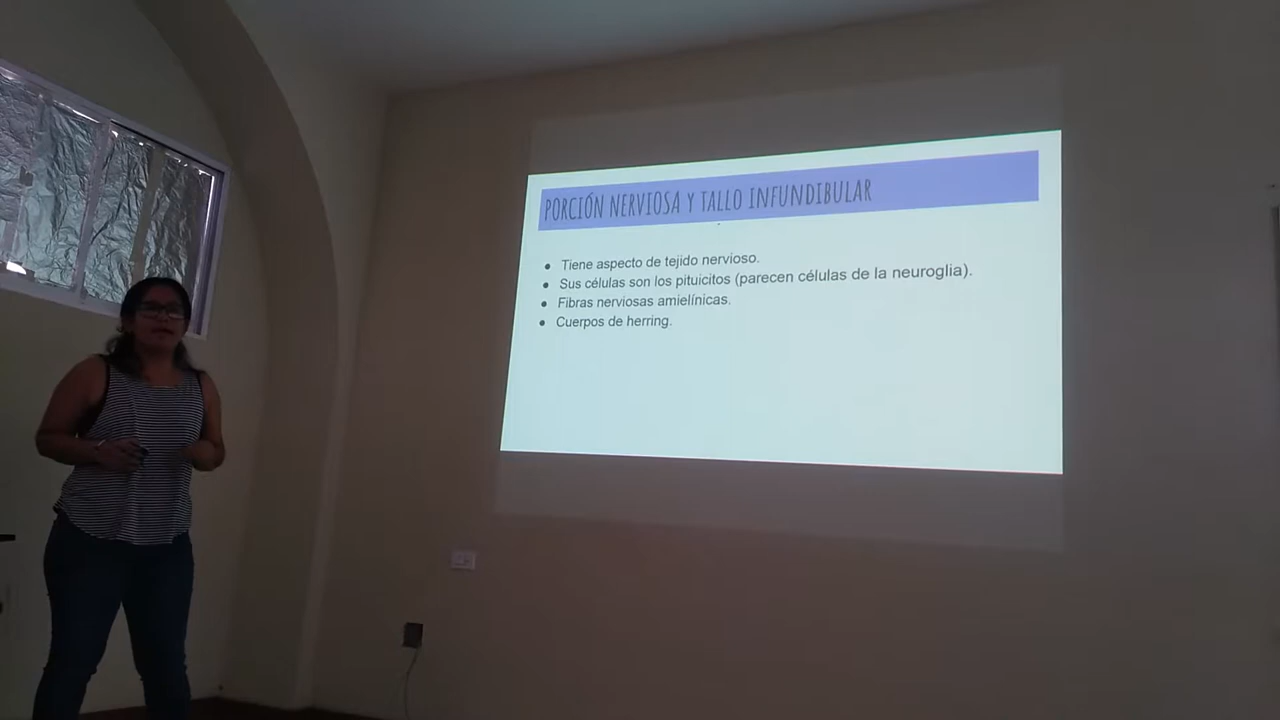 PORCIÓN NERVIOSA Y TALLO INFUNDIBULAR
● Tiene aspecto de tejido nervioso.
● Sus células son los pituicitos (parecen células de la neuroglia).
● Fibras nerviosas amielínicas.
● Cuerpos de herring.